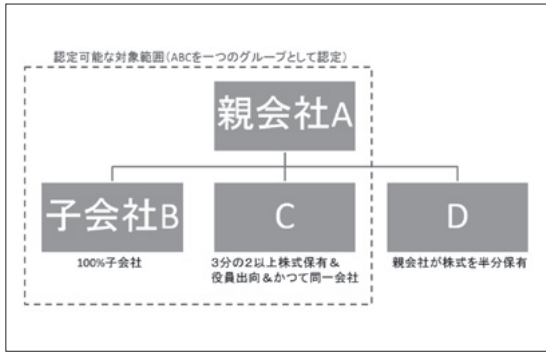 認定可能な対象範囲(ABCを一つのグループとして認定)
親会社A
子会社B
C
D
100%子会社
3分の2以上株式保有&
役員出向&かつて同一会社
親会社が株式を半分保有